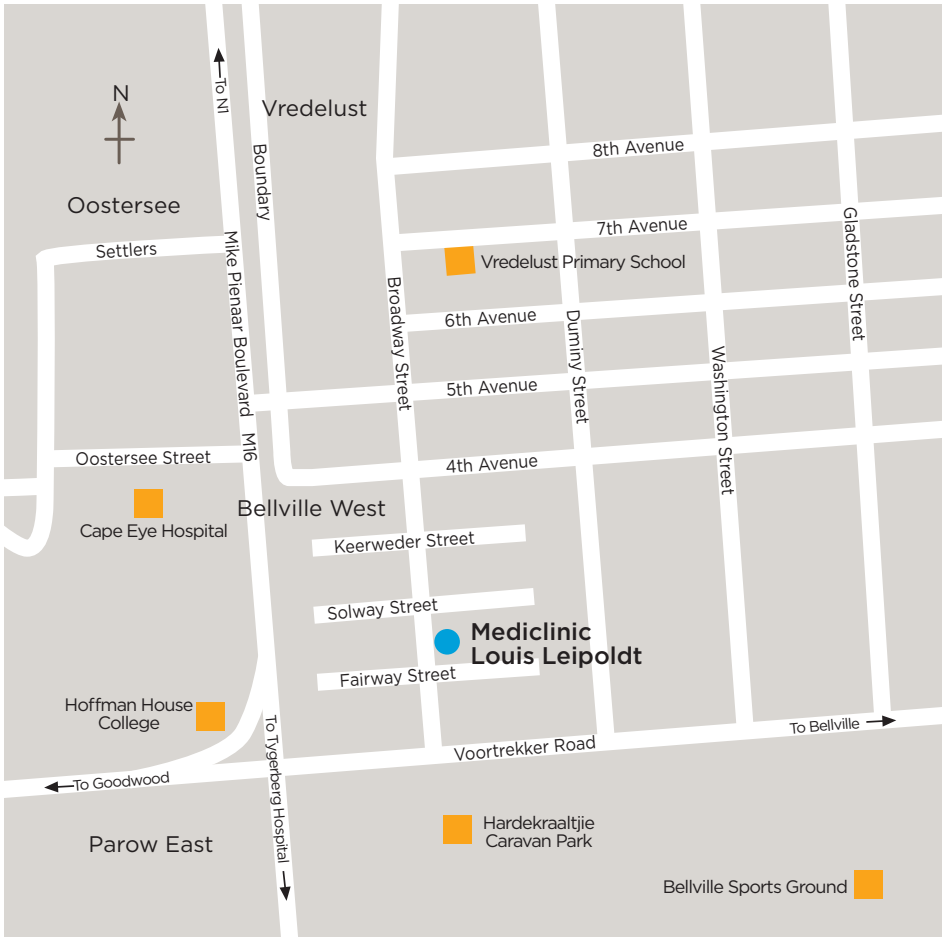 To N1
N
Vredelust
8th Avenue
Boundary
Oostersee
7th Avenue
Gladstone Street
Settlers
Mike Pienaar Boulevard
M16
Vredelust Primary School
Broadway Street
6th Avenue
Duminy Street
Washington Street
5th Avenue
Oostersee Street
4th Avenue
Bellville West
Cape Eye Hospital
Keerweder Street
Solway Street
Mediclinic
Louis Leipoldt
Fairway Street
Hoffman House
College
To Tygerberg Hospital
To Bellville
Voortrekker Road
To Goodwood
Parow East
Hardekraaltjie
Caravan Park
Bellville Sports Ground